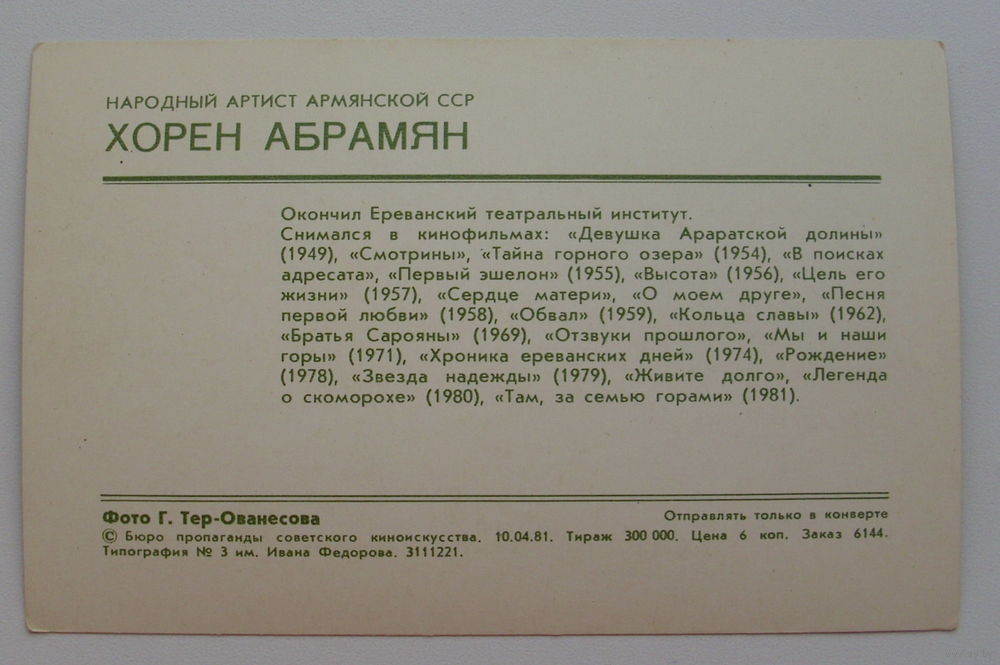 НАРОДНЫЙ АРТИСТ АРМЯНСКОЙ ССР
ХОРЕН АБРАМЯН
Окончил Ереванский театральный институт.
Снимался в кинофильмах: «Девушка Араратской долины»
(1949), «Смотрины», «Тайна горного озера» (1954), «В поисках
адресата», «Первый эшелон» (1955), «Высота» (1956), «Цель его
жизни» (1957), «Сердце матери», «О моем друге», «Песня
первой любви» (1958), «Обвал» (1959), «Кольца славы» (1962),
«Братья Сарояны» (1969), «Отзвуки прошлого», «Мы и наши
горы» (1971), «Хроника ереванских дней» (1974), «Рождение»
(1978), «Звезда надежды» (1979), «Живите долго», «Легенда
о скоморохе» (1980), «Там, за семью горами» (1981).
Фото Г. Тер-Ованесова
Отправлять только в конверте
© Бюро пропаганды советского киноискусства. 10.04.81. Тираж 300 000. Цена 6 коп. Заказ 6144.
Типография № 3 им. Ивана Федорова. 3111221.